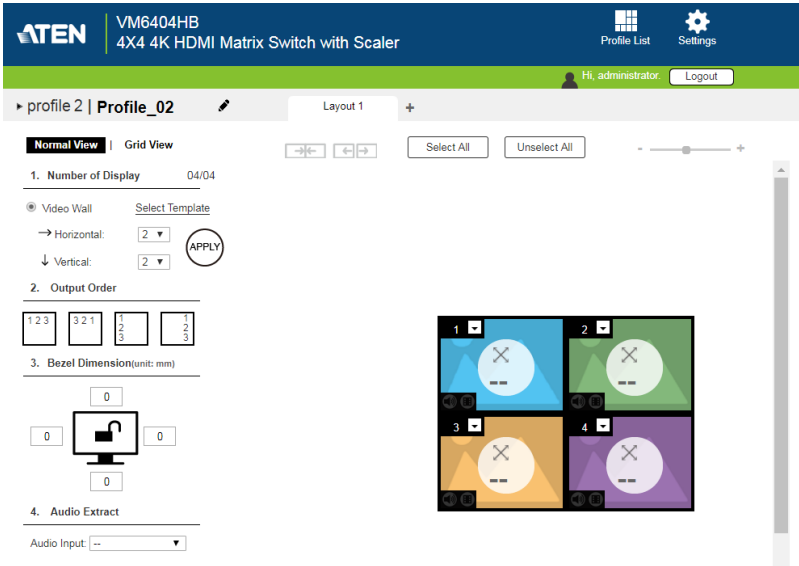 ATEN
VM6404HB
4X4 4K HDMI Matrix Switch with Scaler
Profile List
Settings
Hi, administrator.
Logout
profile 2 | Profile_02
Layout 1
+
Normal View | Grid View
Select All
Unselect All
- +
1. Number of Display 04/04
Video Wall
Select Template
Horizontal: 2
Vertical: 2
APPLY
2. Output Order
1 2 3
3 2 1
1
2
3
1
2
3
3. Bezel Dimension(unit: mm)
0
0
0
0
4. Audio Extract
Audio Input: --
1
--
2
--
3
--
4
--